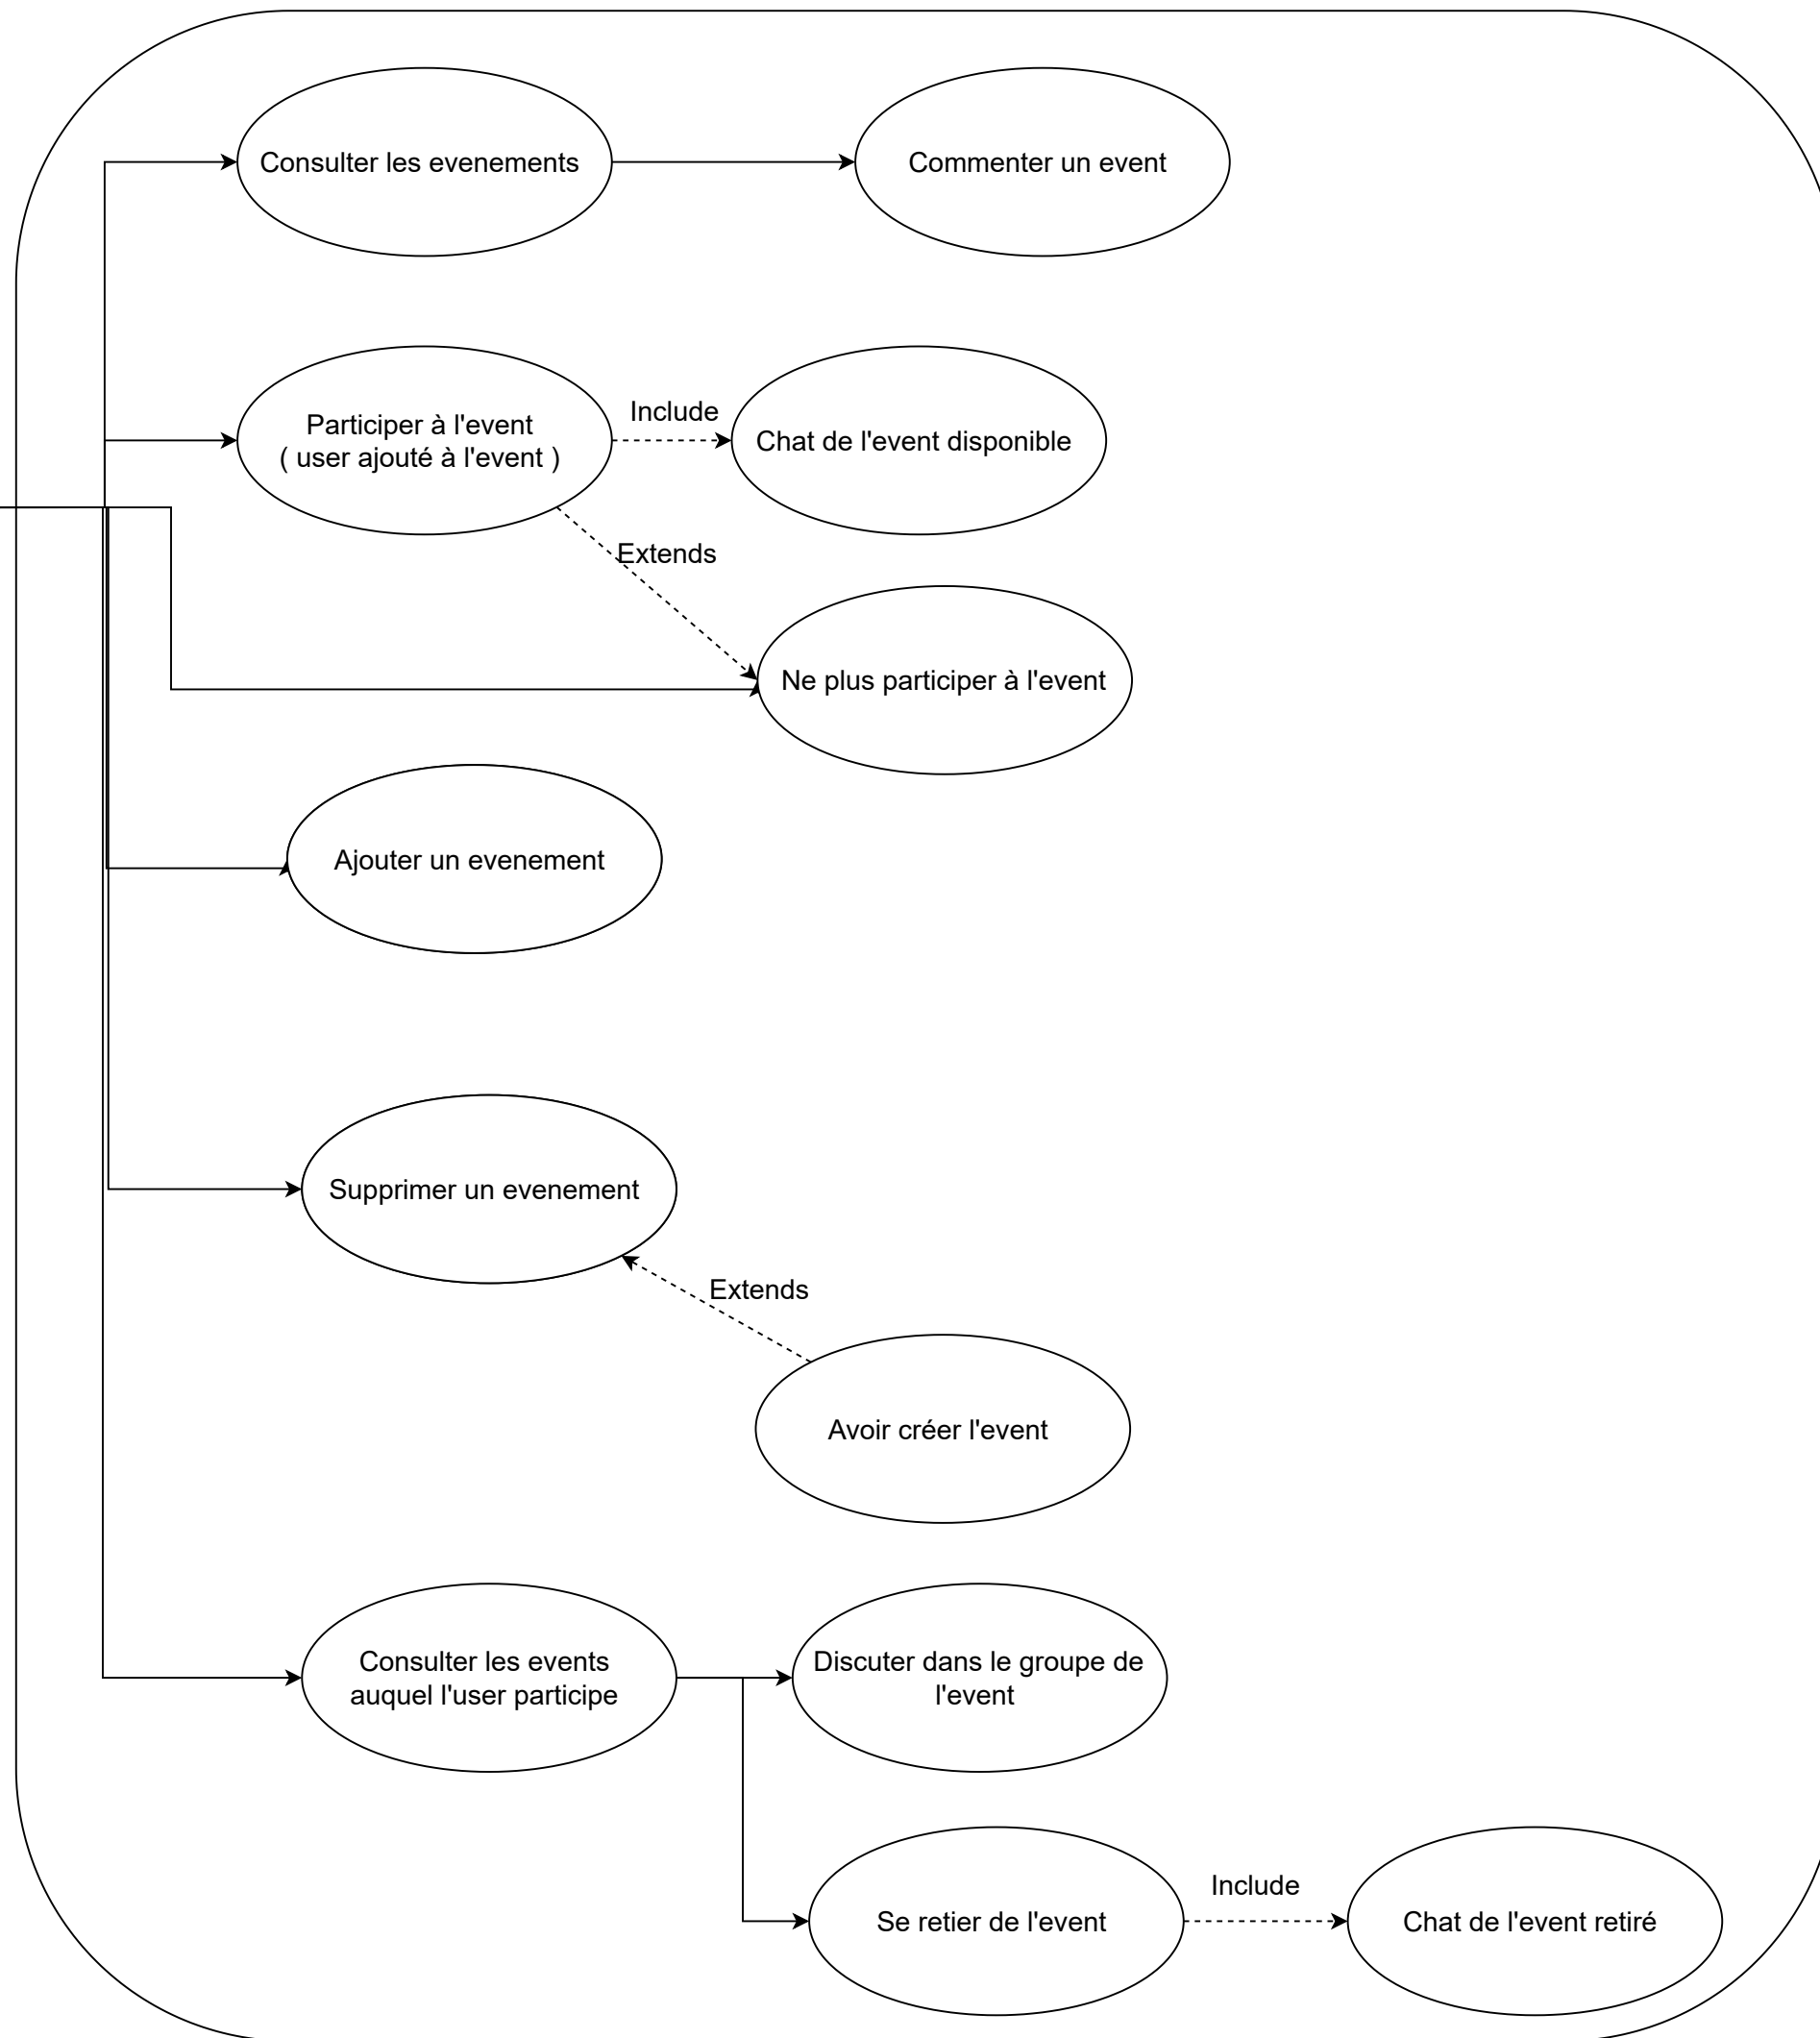 Consulter les evenements
Commenter un event
Participer à l'event
( user ajouté à l'event )
Include
Chat de l'event disponible
Extends
Ne plus participer à l'event
Ajouter un evenement
Supprimer un evenement
Extends
Avoir créer l'event
Consulter les events
auquel l'user participe
Discuter dans le groupe de
l'event
Se retier de l'event
Include
Chat de l'event retiré